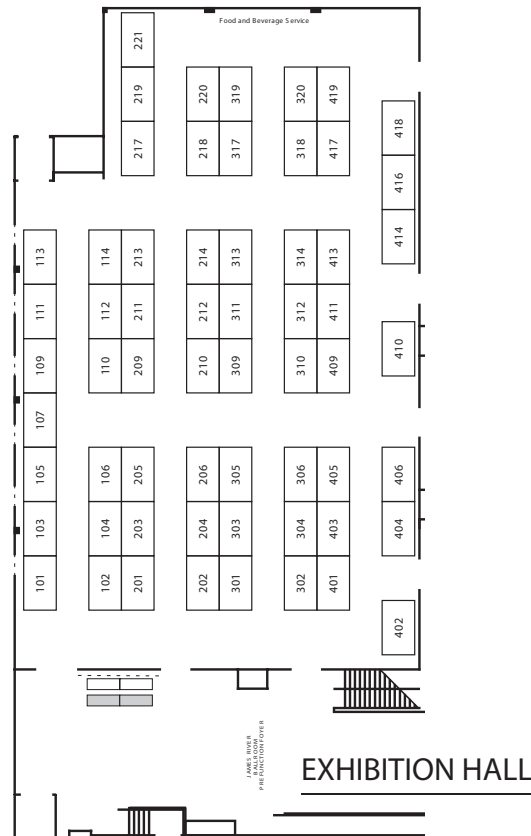 Food and Beverage Service
221
219 220 319 320 419
217 218 317 318 417 418
416
414
113 114 213 214 313 314 413
111 112 211 212 311 312 411
109 110 209 210 309 310 409 410
107
105 106 205 206 305 306 405 406
103 104 203 204 303 304 403 404
101 102 201 202 301 302 401
402
JAMES RIVER
BALLROOM
PREFUNCTION FOYER
EXHIBITION HALL